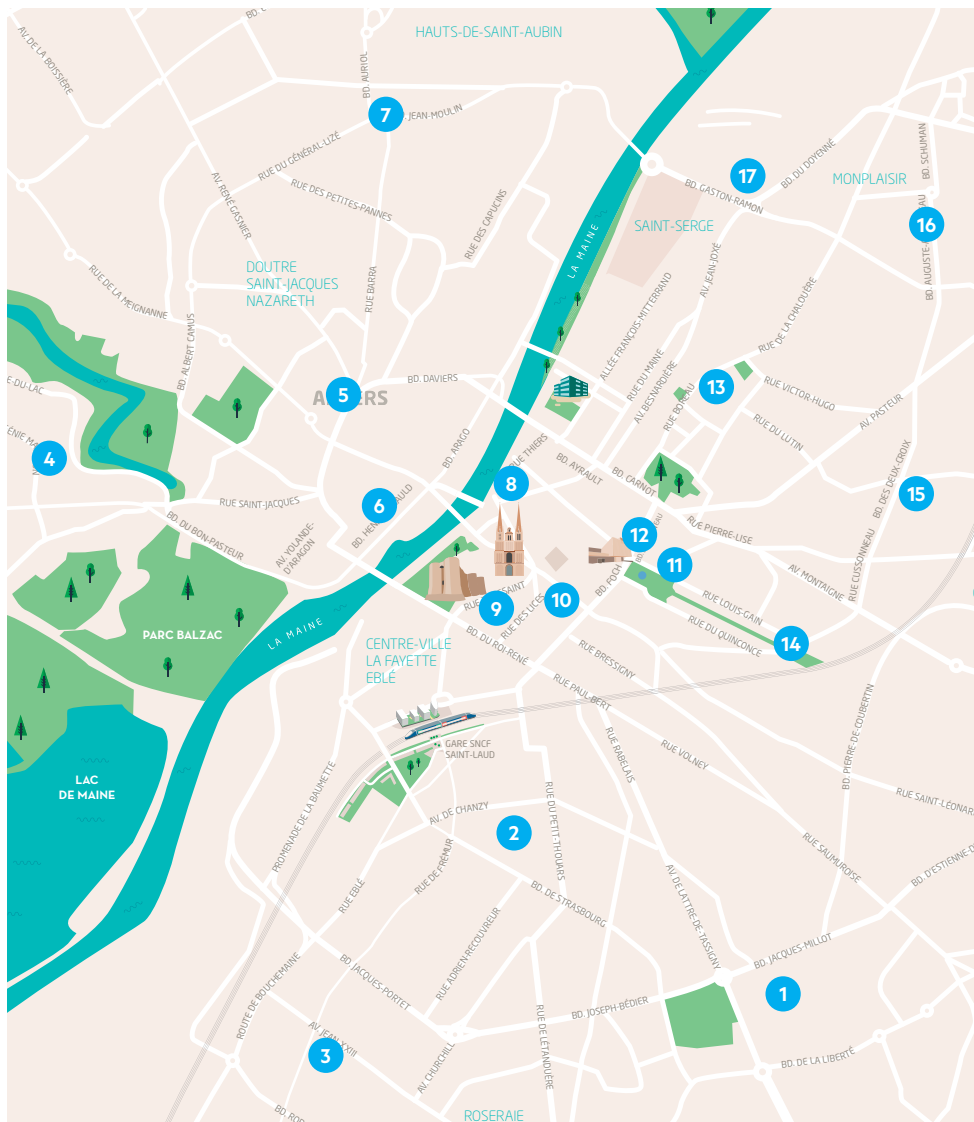 HAUTS-DE-SAINT-AUBIN
AV. DE LA BOISSIÈRE
BD. AURIOL
7
JEAN-MOULIN
RUE DU GÉNÉRAL-LIZÉ
RUE DES PETITES-PANNES
AV. RENÉ GASNIER
RUE DES CAPUCINS
LA MAINE
17
BD. GASTON-RAMON
BD. DU DOYENNÉ
MONPLAISIR
BD. SCHUMAN
16
BD. AUGUSTE-
SAINT-SERGE
AV. JEAN-JOXÉ
DOUTRE
SAINT-JACQUES
NAZARETH
RUE BARRA
RUE DE LA MEIGNANNE
BD. ALBERT CAMUS
ALLÉE FRANÇOIS-MITTERRAND
RUE DU MAINE
AV. BESNARDIÈRE
RUE BOREAU
RUE DE LA CHALOUÈRE
13
RUE VICTOR-HUGO
RUE DU LUTIN
AV. PASTEUR
BD. DAVIERS
5
4
BD. ARAGO
RUE THIERS
BD. AYRAULT
BD. CARNOT
8
6
RUE SAINT-JACQUES
BD. DU BON-PASTEUR
AV. YOLANDE-
D'ARAGON
BD. DES DEUX-CROIX
15
RUE PIERRE-LISE
12
11
BD. FOCH
AV. MONTAIGNE
RUE CUSSONNEAU
RUE LOUIS-GAIN
RUE DU QUINCONCE
14
9
10
RUE DES LICES
BD. DU ROI-RENÉ
RUE BRESSIGNY
RUE PAUL-BERT
PARC BALZAC
LA MAINE
CENTRE-VILLE
LA FAYETTE
EBLÉ
GARE SNCF
SAINT-LAUD
LAC
DE MAINE
PROMENADE DE LA BAUMETTE
RUE RABELAIS
RUE VOLNEY
BD. PIERRE-DE-COUBERTIN
RUE SAINT-LÉONAR
AV. DE CHANZY
2
RUE DU PETIT-THOUARS
RUE DE FRÉMUR
RUE EBLÉ
BD. DE STRASBOURG
RUE SAUMUROISE
BD. D'ESTIENNE-D
AV. DE LATTRE-DE-TASSIGNY
BD. JACQUES-MILLOT
RUE ADRIEN-RECOUVREUR
ROUTE DE BOUCHEMAINE
BD. JACQUES-PORTET
1
BD. JOSEPH-BÉDIER
AV. JEAN XXIII
3
AV. CHURCHILL
RUE DE LÉTANDUÈRE
BD. DE LA LIBERTÉ
ROSERAIE